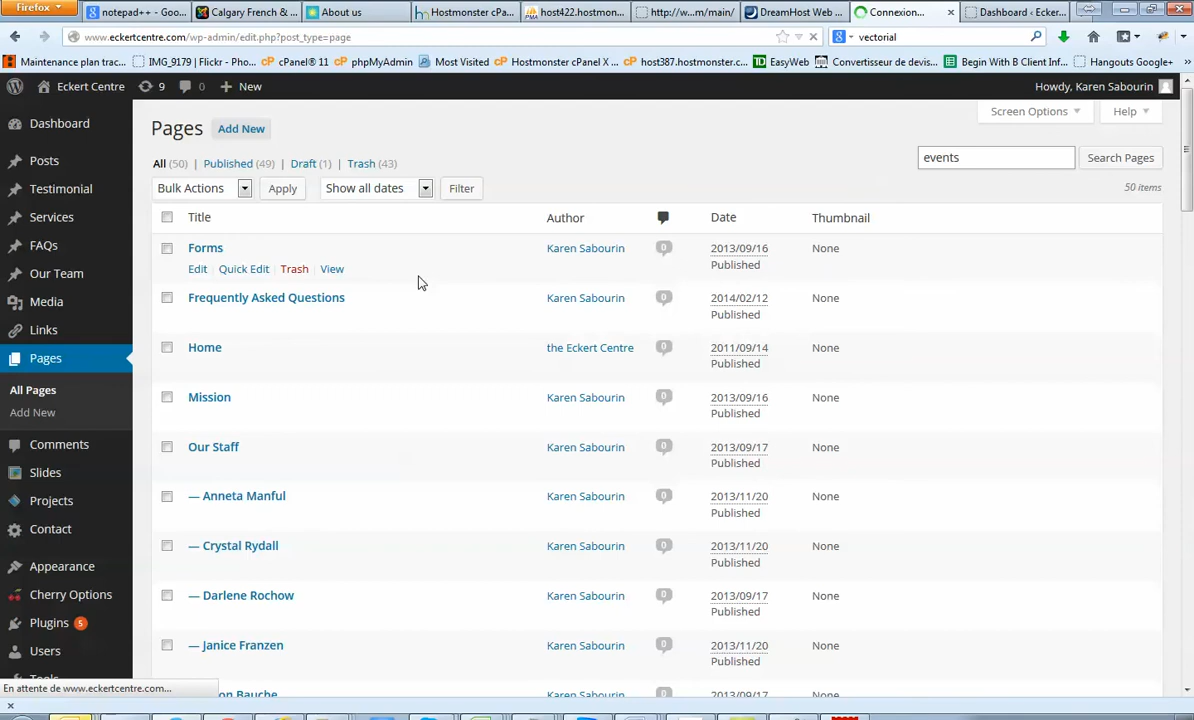 Firefox
notepad++ - Goo... Calgary French & ... About us Hostmonster cPa... host422.hostmon... http://w...m/main/ DreamHost Web ... Connexion... Dashboard ‹ Ecker...
www.eckertcentre.com/wp-admin/edit.php?post_type=page vectorial
Maintenance plan trac... IMG_9179 | Flickr - Pho... cPanel® 11 phpMyAdmin Most Visited Hostmonster cPanel X ... host387.hostmonster.c... EasyWeb Convertisseur de devis... Begin With B Client Inf... Hangouts Google+
Eckert Centre 9 0 New Howdy, Karen Sabourin
Screen Options Help
Dashboard
Posts
Testimonial
Services
FAQs
Our Team
Media
Links
Pages
All Pages
Add New
Comments
Slides
Projects
Contact
Appearance
Cherry Options
Plugins 5
Users
Pages Add New
All (50) | Published (49) | Draft (1) | Trash (43)
events Search Pages
Bulk Actions Apply Show all dates Filter 50 items
Title Author Date Thumbnail
Forms Karen Sabourin 0 2013/09/16 None
Edit | Quick Edit | Trash | View Published
Frequently Asked Questions Karen Sabourin 0 2014/02/12 None
Published
Home the Eckert Centre 0 2011/09/14 None
Published
Mission Karen Sabourin 0 2013/09/16 None
Published
Our Staff Karen Sabourin 0 2013/09/17 None
Published
— Anneta Manful Karen Sabourin 0 2013/11/20 None
Published
— Crystal Rydall Karen Sabourin 0 2013/11/20 None
Published
— Darlene Rochow Karen Sabourin 0 2013/09/17 None
Published
— Janice Franzen Karen Sabourin 0 2013/11/20 None
Published
En attente de www.eckertcentre.com...
on Bauche Karen Sabourin 2013/09/17 None